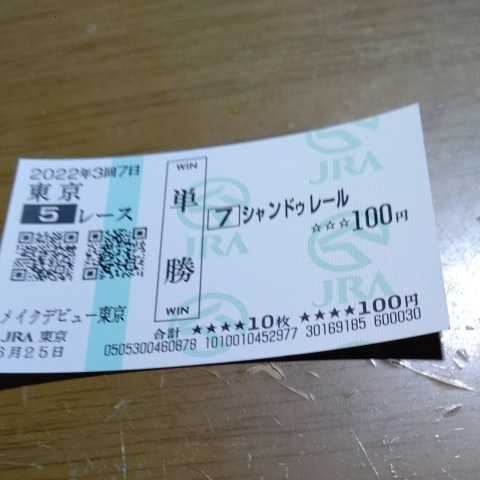 2022年3回7日
東京
5レース
メイクデビュー東京
JRA 東京
6月25日
WIN
単勝
WIN
7 シャンドゥレール
☆☆☆100円
合計 ★★★★10枚 ★★★★100円
0505300460878 1010010452977 30169185 600030
JRA
JRA
JRA